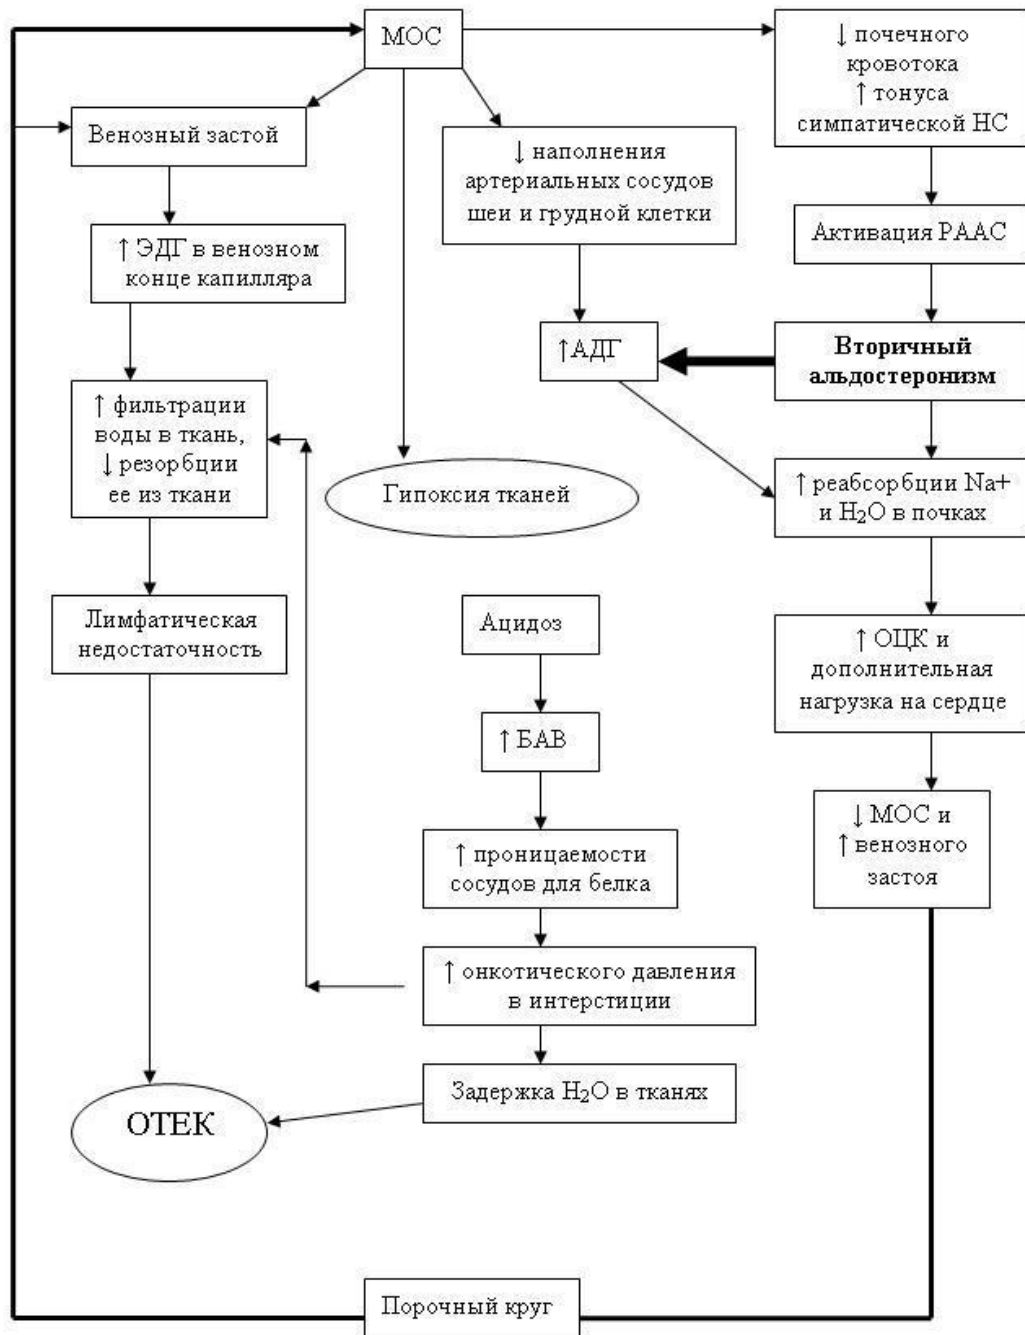 МОС
↓ почечного
кровотока
↑ тонуса
симпатической НС
Венозный застой
↓ наполнения
артериальных сосудов
шеи и грудной клетки
Активация РААС
↑ ЭДГ в венозном
конце капилляра
↑АДГ
Вторичный
альдостеронизм
↑ фильтрации
воды в ткань,
↓ резорбции
ее из ткани
Гипоксия тканей
↑ реабсорбции Na+
и H₂O в почках
Лимфатическая
недостаточность
Ацидоз
↑ ОЦК и
дополнительная
нагрузка на сердце
↑ БАВ
↓ МОС и
↑ венозного
застоя
↑ проницаемости
сосудов для белка
↑ онкотического давления
в интерстиции
Задержка H₂O в тканях
ОТЕК
Порочный круг